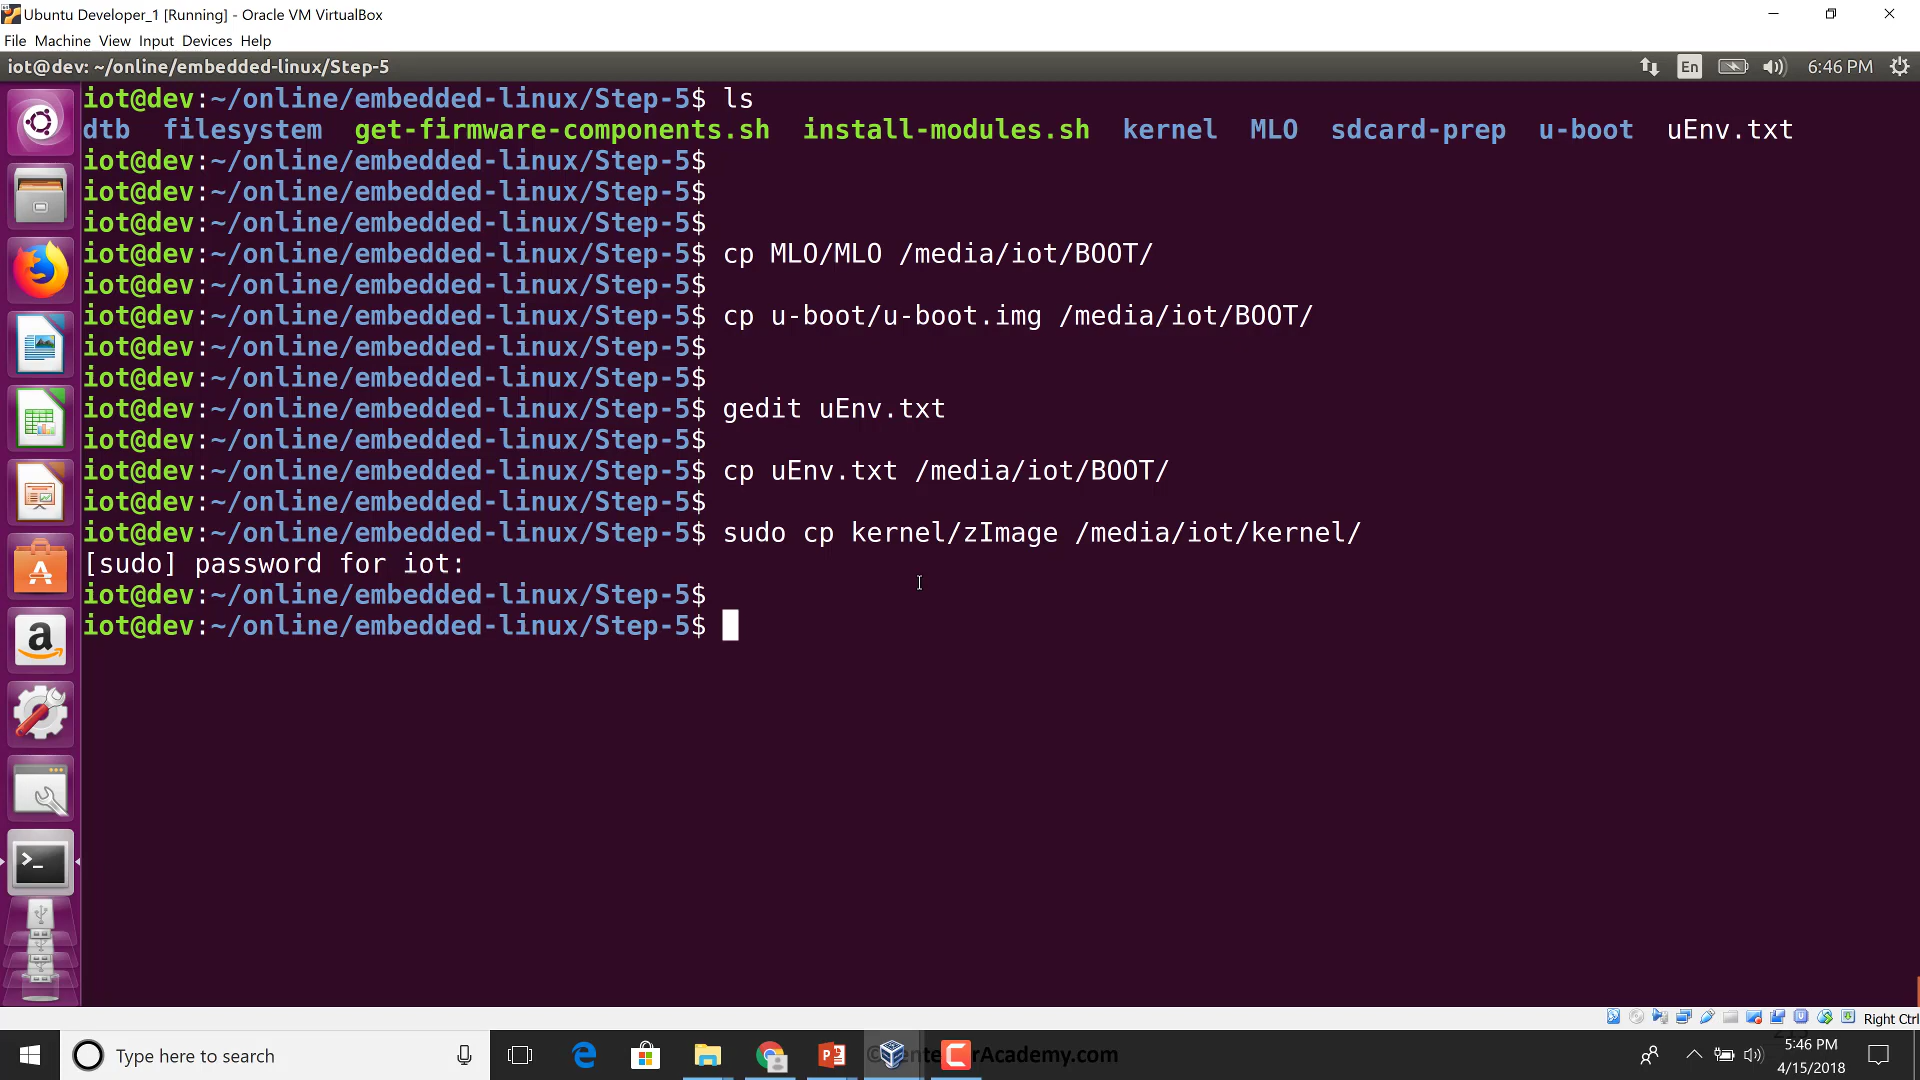 Ubuntu Developer_1 [Running] - Oracle VM VirtualBox
File Machine View Input Devices Help
iot@dev: ~/online/embedded-linux/Step-5 En 6:46 PM
iot@dev:~/online/embedded-linux/Step-5$ ls
dtb filesystem get-firmware-components.sh install-modules.sh kernel MLO sdcard-prep u-boot uEnv.txt
iot@dev:~/online/embedded-linux/Step-5$
iot@dev:~/online/embedded-linux/Step-5$
iot@dev:~/online/embedded-linux/Step-5$
iot@dev:~/online/embedded-linux/Step-5$ cp MLO/MLO /media/iot/BOOT/
iot@dev:~/online/embedded-linux/Step-5$
iot@dev:~/online/embedded-linux/Step-5$ cp u-boot/u-boot.img /media/iot/BOOT/
iot@dev:~/online/embedded-linux/Step-5$
iot@dev:~/online/embedded-linux/Step-5$
iot@dev:~/online/embedded-linux/Step-5$ gedit uEnv.txt
iot@dev:~/online/embedded-linux/Step-5$
iot@dev:~/online/embedded-linux/Step-5$ cp uEnv.txt /media/iot/BOOT/
iot@dev:~/online/embedded-linux/Step-5$
iot@dev:~/online/embedded-linux/Step-5$ sudo cp kernel/zImage /media/iot/kernel/
[sudo] password for iot:
iot@dev:~/online/embedded-linux/Step-5$
iot@dev:~/online/embedded-linux/Step-5$
Right Ctrl
Type here to search
5:46 PM
4/15/2018